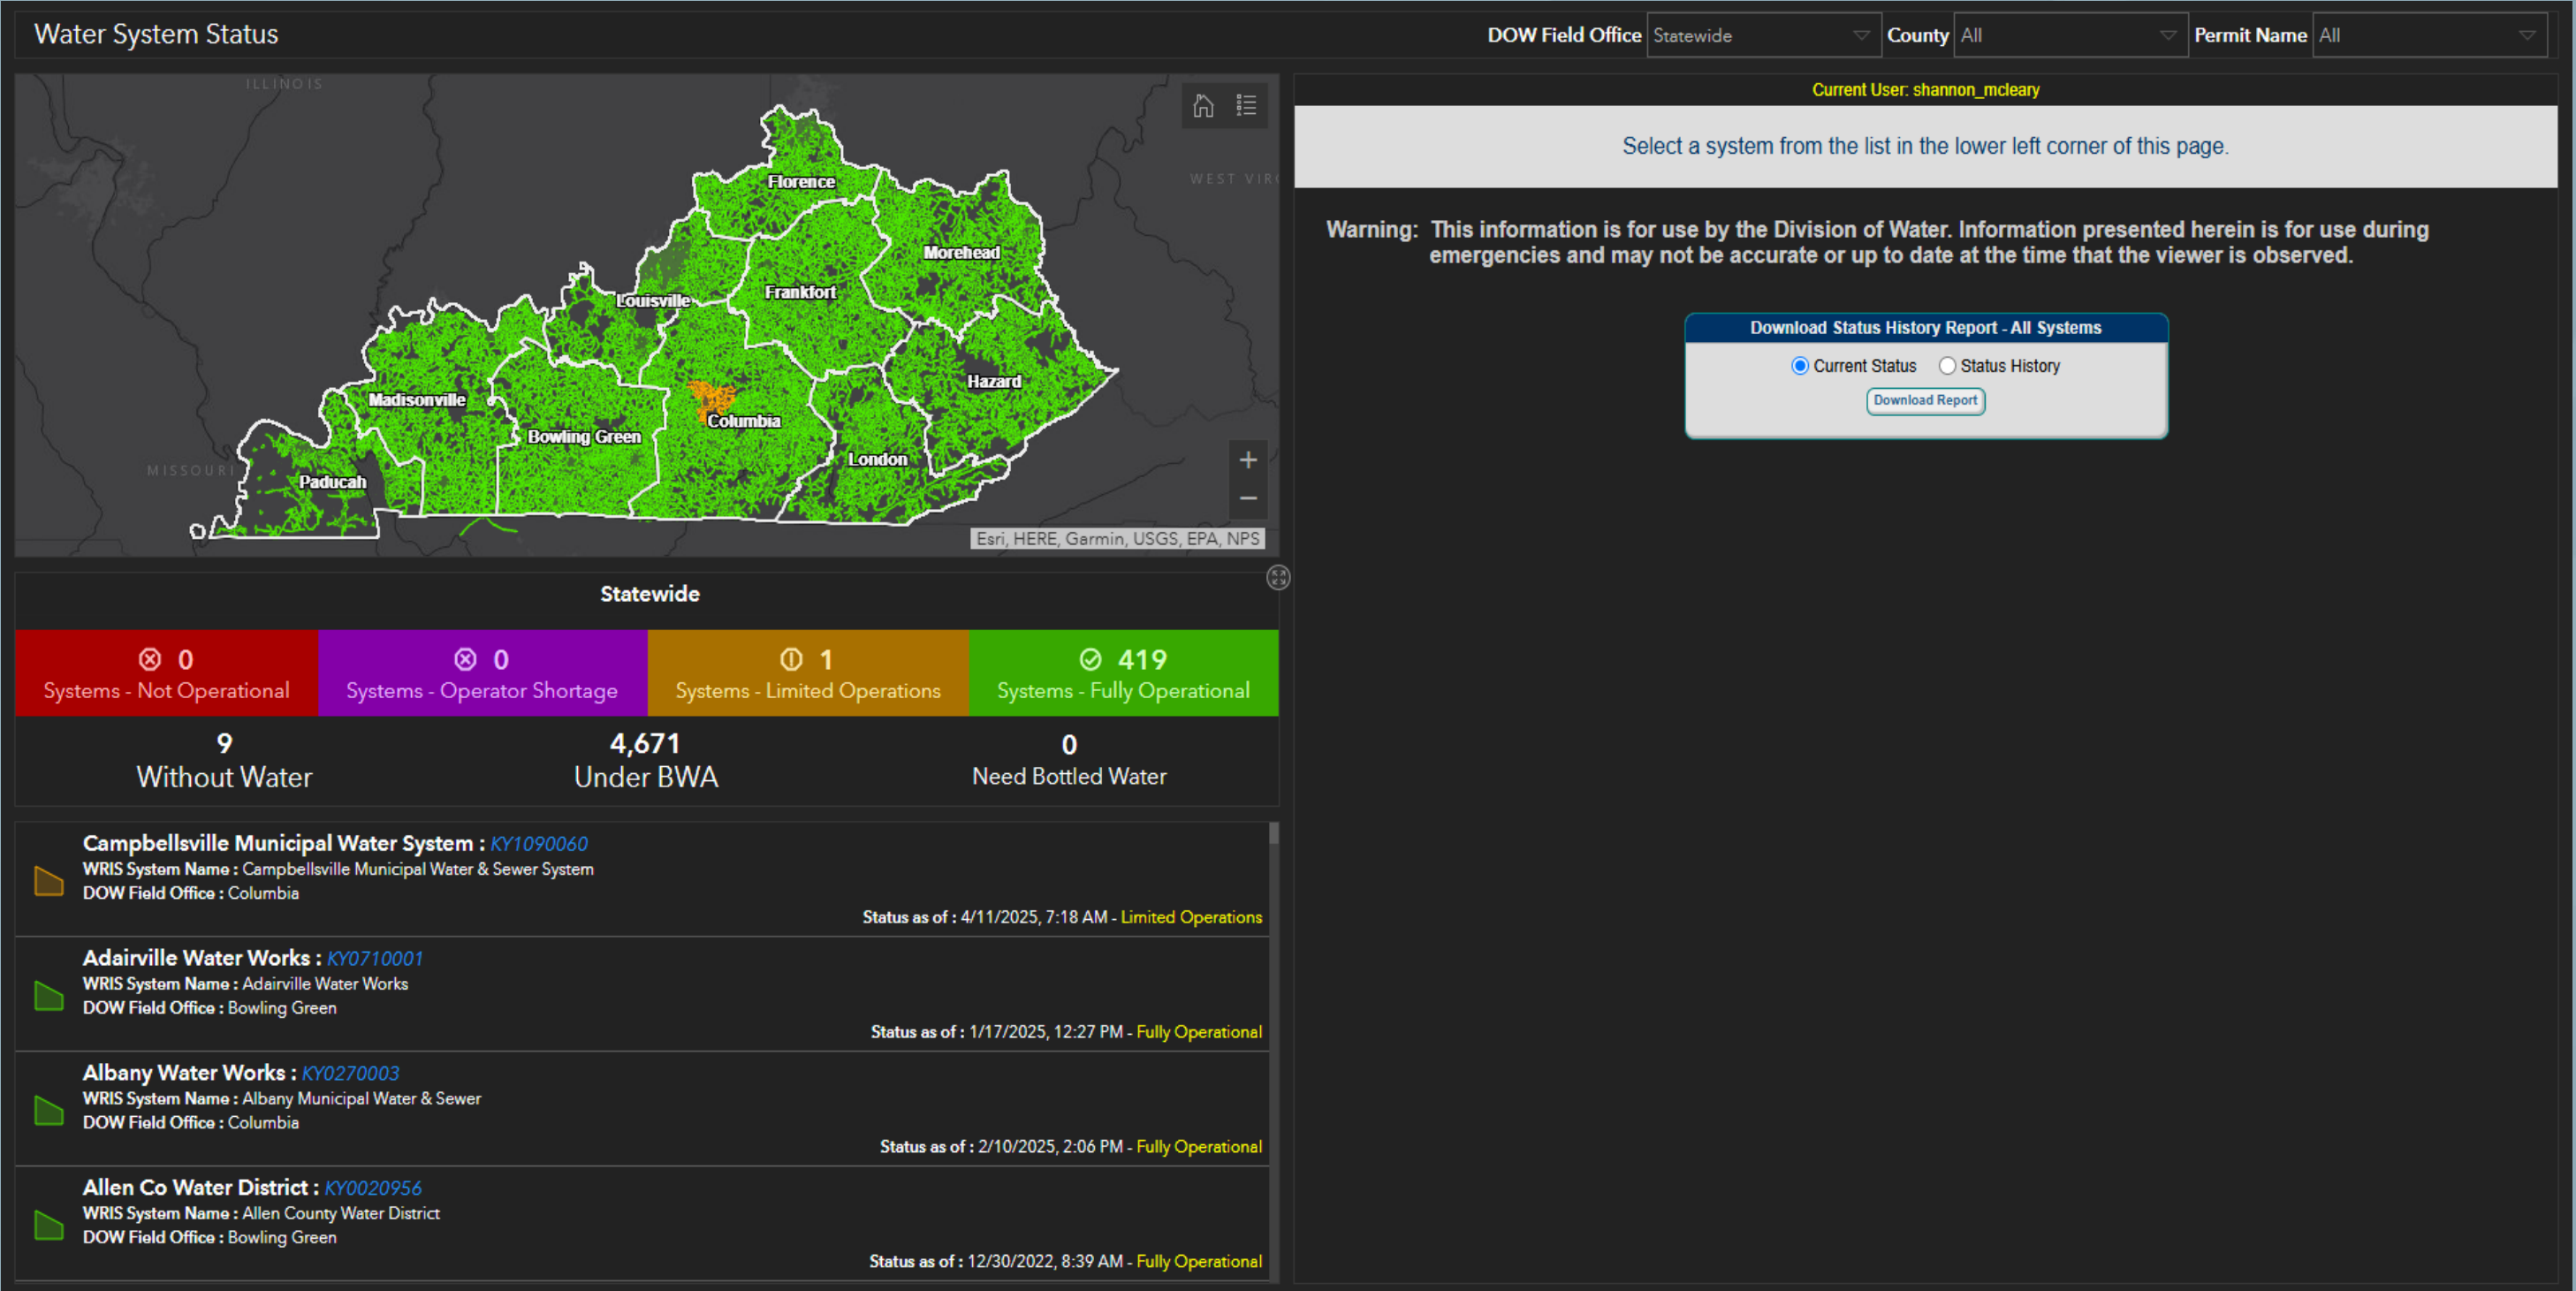 Water System Status
DOW Field Office Statewide County All Permit Name All
ILLINOIS
WEST VIRG
MISSOURI
Florence
Morehead
Frankfort
Louisville
Hazard
Madisonville
Columbia
Bowling Green
London
Paducah
+
−
Esri, HERE, Garmin, USGS, EPA, NPS
Statewide
0
Systems - Not Operational
0
Systems - Operator Shortage
1
Systems - Limited Operations
419
Systems - Fully Operational
9
Without Water
4,671
Under BWA
0
Need Bottled Water
Campbellsville Municipal Water System : KY1090060
WRIS System Name : Campbellsville Municipal Water & Sewer System
DOW Field Office : Columbia
Status as of : 4/11/2025, 7:18 AM - Limited Operations
Adairville Water Works : KY0710001
WRIS System Name : Adairville Water Works
DOW Field Office : Bowling Green
Status as of : 1/17/2025, 12:27 PM - Fully Operational
Albany Water Works : KY0270003
WRIS System Name : Albany Municipal Water & Sewer
DOW Field Office : Columbia
Status as of : 2/10/2025, 2:06 PM - Fully Operational
Allen Co Water District : KY0020956
WRIS System Name : Allen County Water District
DOW Field Office : Bowling Green
Status as of : 12/30/2022, 8:39 AM - Fully Operational
Current User: shannon_mcleary
Select a system from the list in the lower left corner of this page.
Warning: This information is for use by the Division of Water. Information presented herein is for use during
emergencies and may not be accurate or up to date at the time that the viewer is observed.
Download Status History Report - All Systems
Current Status Status History
Download Report